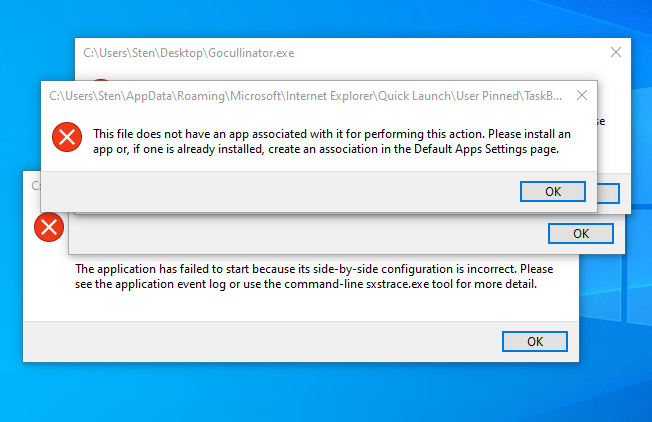 C:\Users\Sten\Desktop\Gocullinator.exe
C:\Users\Sten\AppData\Roaming\Microsoft\Internet Explorer\Quick Launch\User Pinned\TaskB...
se
This file does not have an app associated with it for performing this action. Please install an
app or, if one is already installed, create an association in the Default Apps Settings page.
OK
C:
OK
The application has failed to start because its side-by-side configuration is incorrect. Please
see the application event log or use the command-line sxstrace.exe tool for more detail.
OK